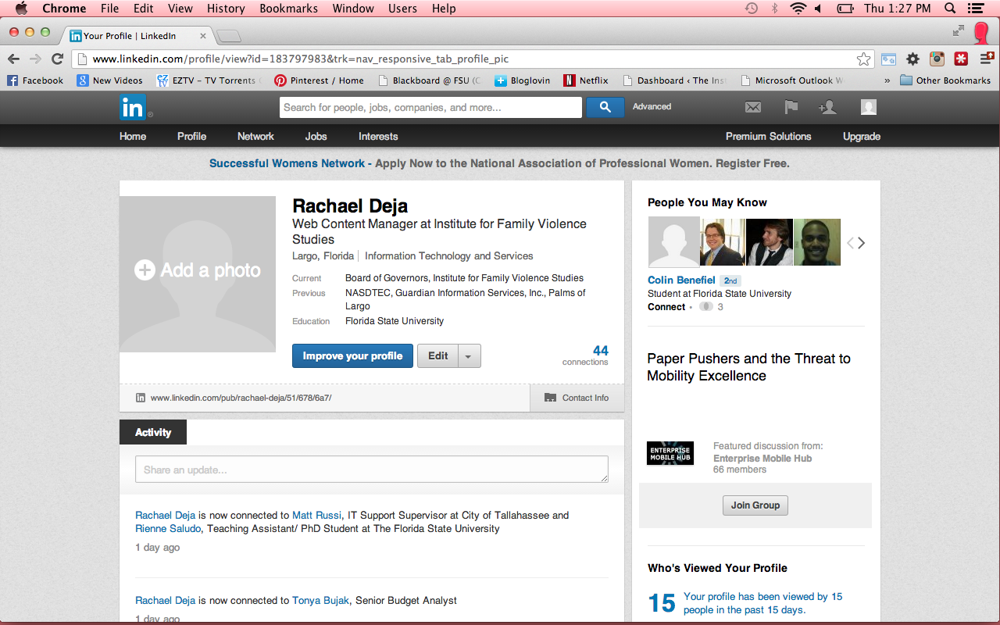 Chrome File Edit View History Bookmarks Window Users Help Thu 1:27 PM
in Your Profile | LinkedIn
www.linkedin.com/profile/view?id=183797983&trk=nav_responsive_tab_profile_pic
Facebook New Videos EZTV - TV Torrents Pinterest / Home Blackboard @ FSU (C Bloglovin Netflix Dashboard ‹ The Ins Microsoft Outlook W » Other Bookmarks
in® Search for people, jobs, companies, and more... Advanced
Home Profile Network Jobs Interests Premium Solutions Upgrade
Successful Womens Network - Apply Now to the National Association of Professional Women. Register Free.
Add a photo
Rachael Deja
Web Content Manager at Institute for Family Violence
Studies
Largo, Florida | Information Technology and Services
Current Board of Governors, Institute for Family Violence Studies
Previous NASDTEC, Guardian Information Services, Inc., Palms of
Largo
Education Florida State University
Improve your profile Edit 44
connections
in www.linkedin.com/pub/rachael-deja/51/678/6a7/ Contact Info
Activity
Share an update...
Rachael Deja is now connected to Matt Russi, IT Support Supervisor at City of Tallahassee and
Rienne Saludo, Teaching Assistant/ PhD Student at The Florida State University
1 day ago
Rachael Deja is now connected to Tonya Bujak, Senior Budget Analyst
1 day ago
People You May Know
Colin Benefiel 2nd
Student at Florida State University
Connect • 3
Paper Pushers and the Threat to
Mobility Excellence
ENTERPRISE
MOBILE HUB
Featured discussion from:
Enterprise Mobile Hub
66 members
Join Group
Who's Viewed Your Profile
15 Your profile has been viewed by 15
people in the past 15 days.